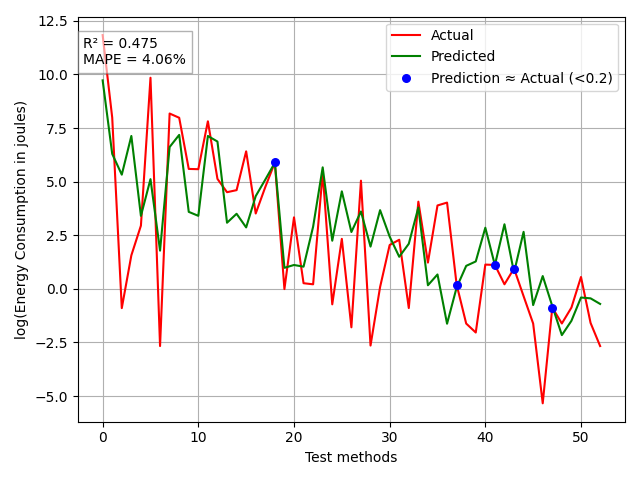 R² = 0.475
MAPE = 4.06%
Actual
Predicted
Prediction ≈ Actual (<0.2)
log(Energy Consumption in joules)
12.5
10.0
7.5
5.0
2.5
0.0
−2.5
−5.0
0 10 20 30 40 50
Test methods